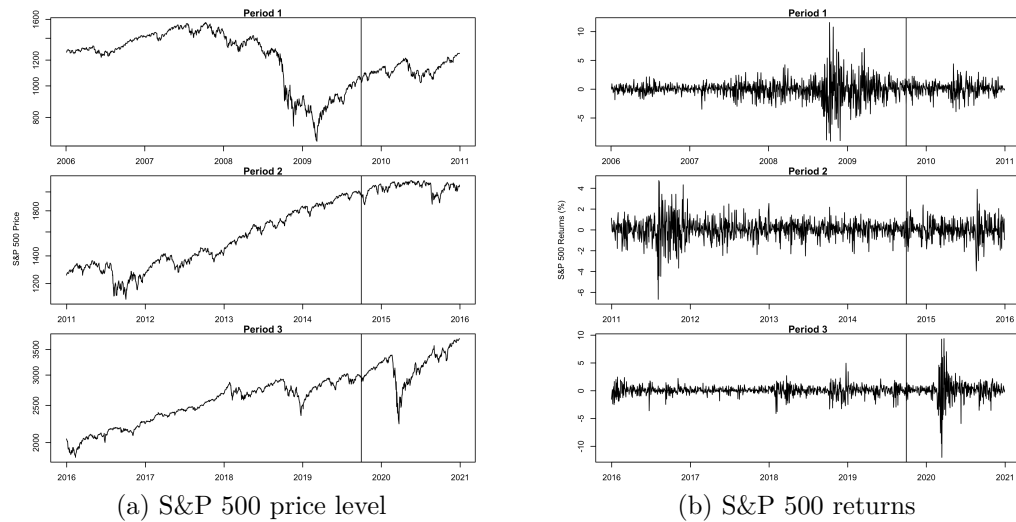 Period 1
1600
1200
1000
800
2006 2007 2008 2009 2010 2011
Period 2
1800
1400
1200
S&P 500 Price
2011 2012 2013 2014 2015 2016
Period 3
3500
3000
2500
2000
2016 2017 2018 2019 2020 2021
(a) S&P 500 price level
Period 1
10
5
0
-5
2006 2007 2008 2009 2010 2011
Period 2
4
2
0
-2
-4
-6
S&P 500 Returns (%)
2011 2012 2013 2014 2015 2016
Period 3
10
5
0
-5
-10
2016 2017 2018 2019 2020 2021
(b) S&P 500 returns